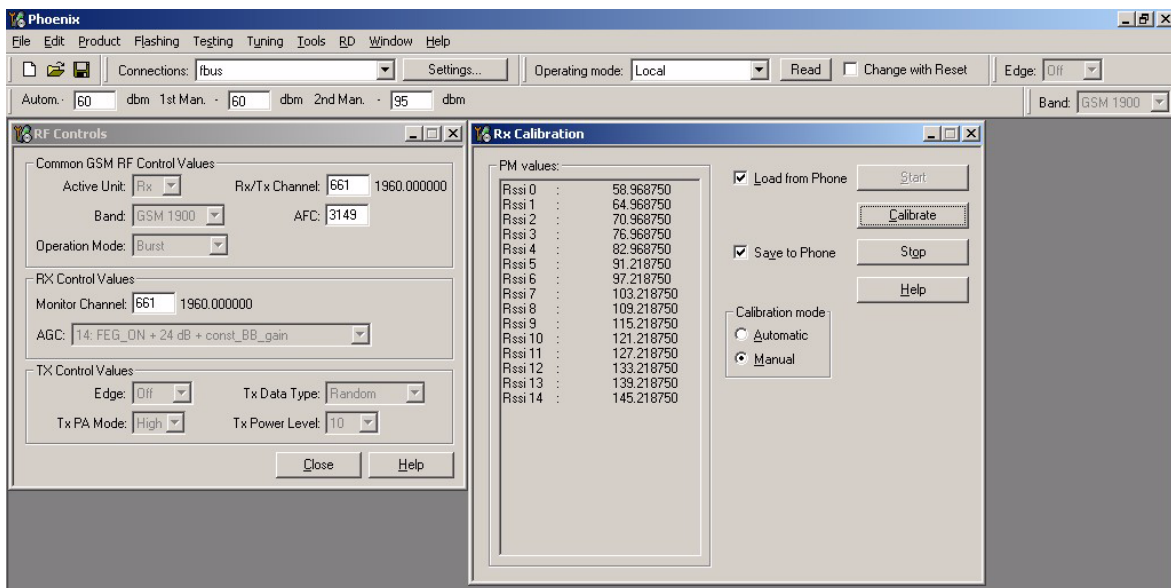 Phoenix
File Edit Product Flashing Testing Tuning Tools RD Window Help
Connections: fbus Settings... Operating mode: Local Read Change with Reset Edge: Off
Autom. - 60 dbm 1st Man. - 60 dbm 2nd Man. - 95 dbm Band: GSM 1900
RF Controls
Common GSM RF Control Values
Active Unit: Rx Rx/Tx Channel: 661 1960.000000
Band: GSM 1900 AFC: 3149
Operation Mode: Burst
RX Control Values
Monitor Channel: 661 1960.000000
AGC: 14: FEG_ON + 24 dB + const_BB_gain
TX Control Values
Edge: Off Tx Data Type: Random
Tx PA Mode: High Tx Power Level: 10
Close Help
Rx Calibration
PM values:
Rssi 0 : 58.968750
Rssi 1 : 64.968750
Rssi 2 : 70.968750
Rssi 3 : 76.968750
Rssi 4 : 82.968750
Rssi 5 : 91.218750
Rssi 6 : 97.218750
Rssi 7 : 103.218750
Rssi 8 : 109.218750
Rssi 9 : 115.218750
Rssi 10 : 121.218750
Rssi 11 : 127.218750
Rssi 12 : 133.218750
Rssi 13 : 139.218750
Rssi 14 : 145.218750
Load from Phone Start
Calibrate
Save to Phone Stop
Help
Calibration mode
Automatic
Manual